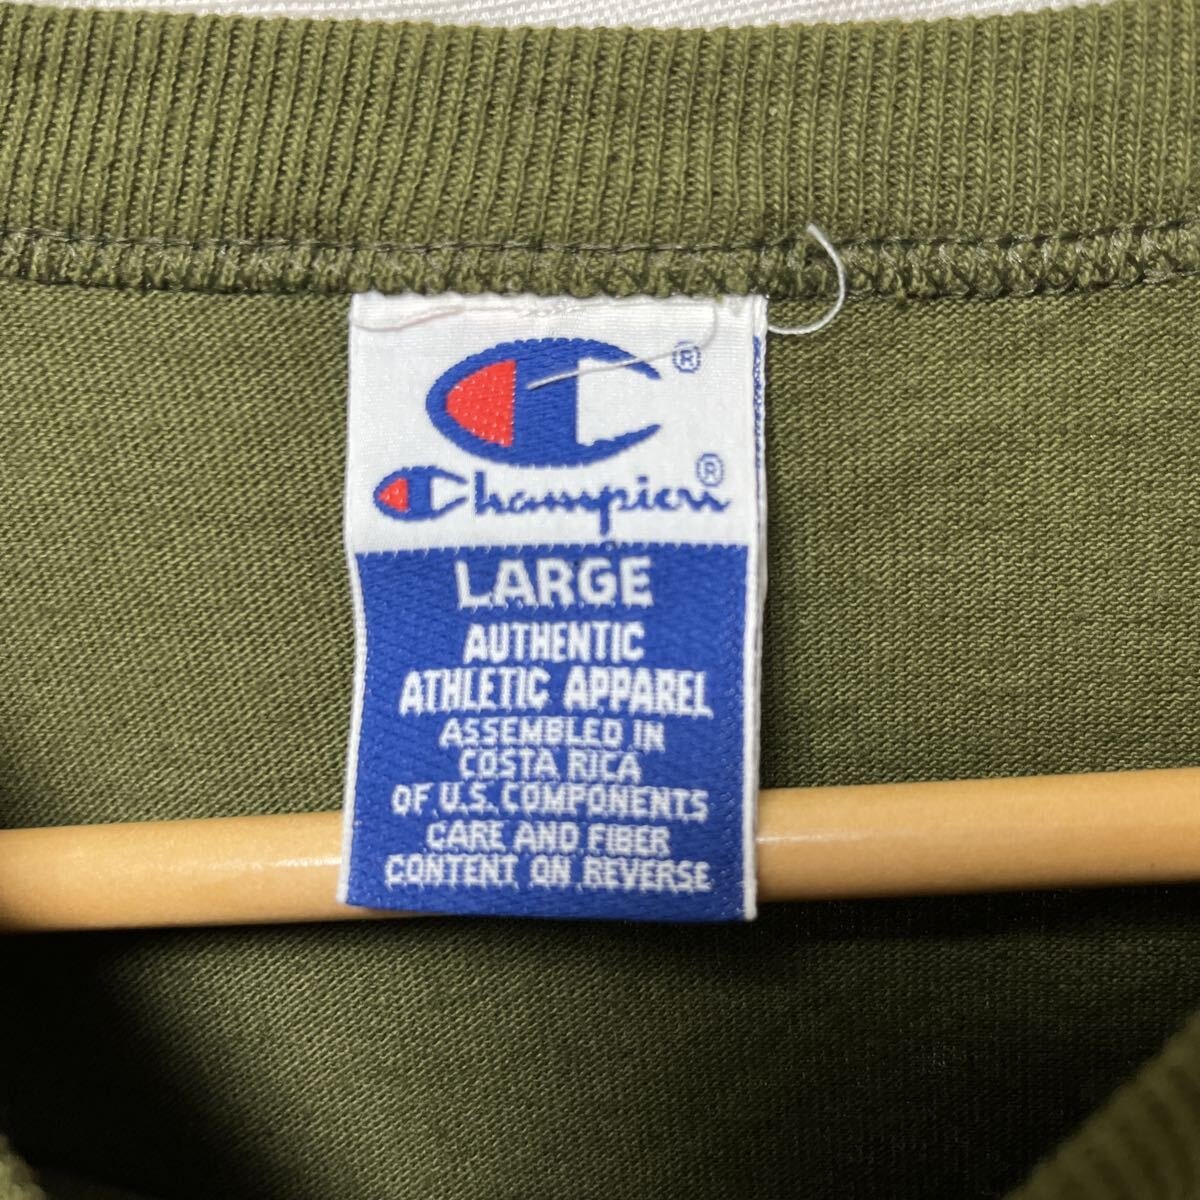 ®
Champion®
LARGE
AUTHENTIC
ATHLETIC APPAREL
ASSEMBLED IN
COSTA RICA
OF U.S. COMPONENTS
CARE AND FIBER
CONTENT ON REVERSE